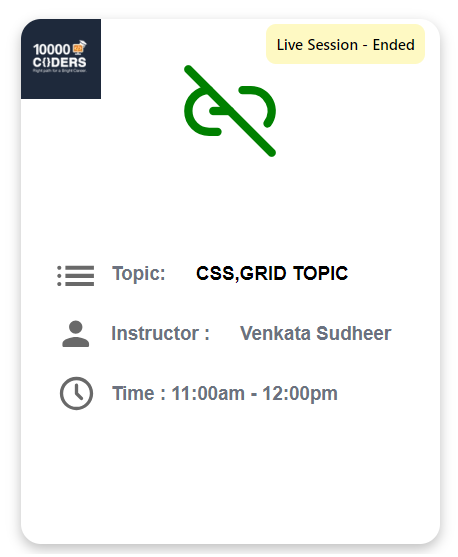 10000
CODERS
Right path for a Bright Career
Live Session - Ended
Topic: CSS,GRID TOPIC
Instructor : Venkata Sudheer
Time : 11:00am - 12:00pm